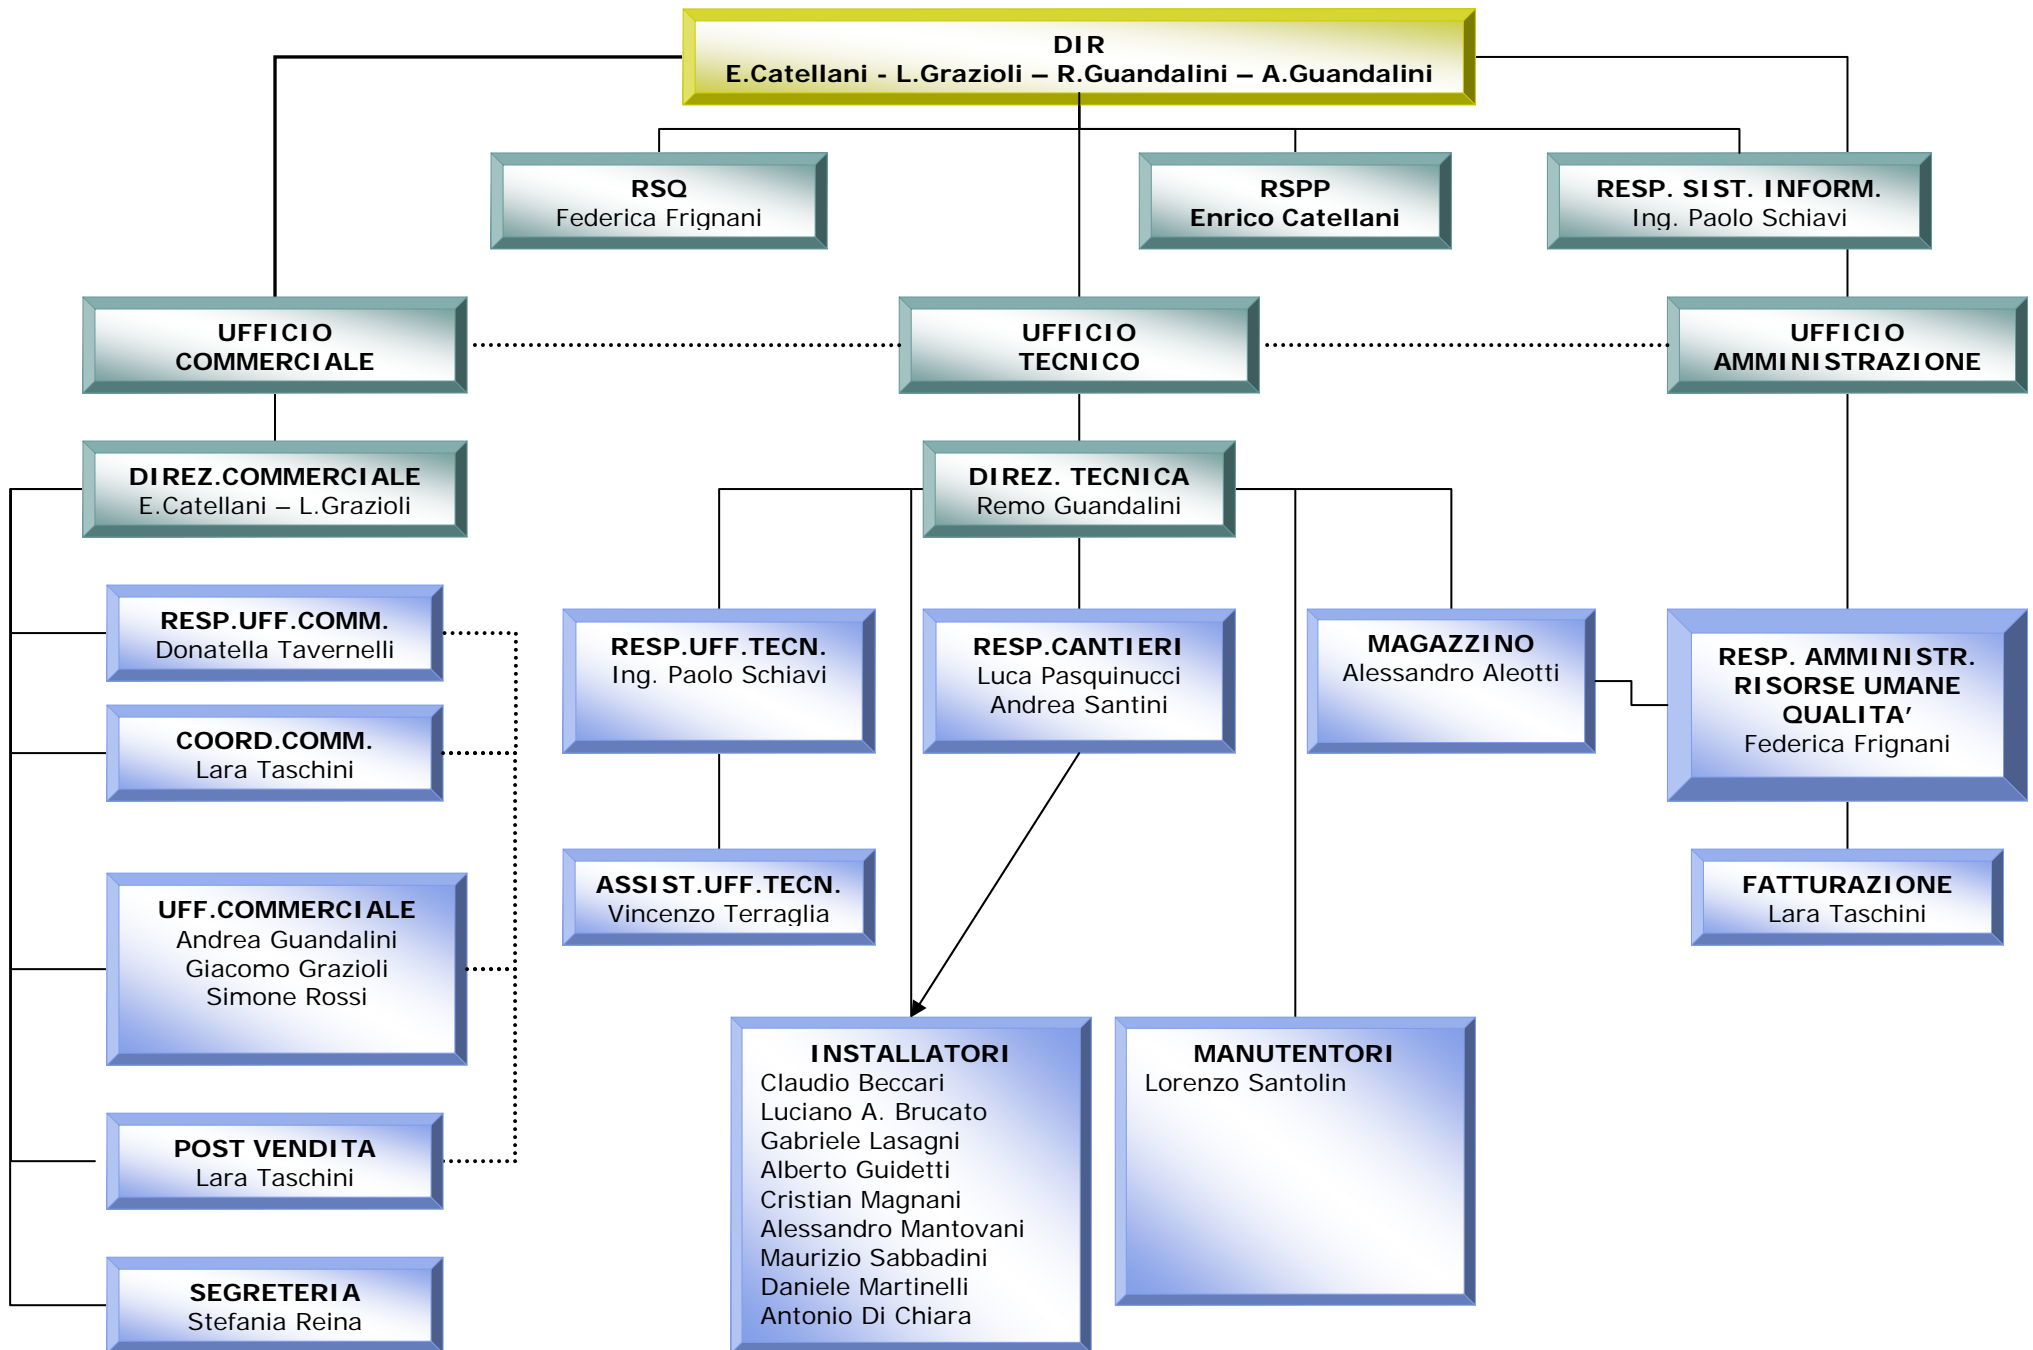 DIR
E.Catellani - L.Grazioli – R.Guandalini – A.Guandalini
RSQ
Federica Frignani
RSPP
Enrico Catellani
RESP. SIST. INFORM.
Ing. Paolo Schiavi
UFFICIO
COMMERCIALE
UFFICIO
TECNICO
UFFICIO
AMMINISTRAZIONE
DIREZ.COMMERCIALE
E.Catellani – L.Grazioli
DIREZ. TECNICA
Remo Guandalini
RESP.UFF.COMM.
Donatella Tavernelli
COORD.COMM.
Lara Taschini
UFF.COMMERCIALE
Andrea Guandalini
Giacomo Grazioli
Simone Rossi
POST VENDITA
Lara Taschini
SEGRETERIA
Stefania Reina
RESP.UFF.TECN.
Ing. Paolo Schiavi
RESP.CANTIERI
Luca Pasquinucci
Andrea Santini
MAGAZZINO
Alessandro Aleotti
RESP. AMMINISTR.
RISORSE UMANE
QUALITA’
Federica Frignani
ASSIST.UFF.TECN.
Vincenzo Terraglia
FATTURAZIONE
Lara Taschini
INSTALLATORI
Claudio Beccari
Luciano A. Brucato
Gabriele Lasagni
Alberto Guidetti
Cristian Magnani
Alessandro Mantovani
Maurizio Sabbadini
Daniele Martinelli
Antonio Di Chiara
MANUTENTORI
Lorenzo Santolin